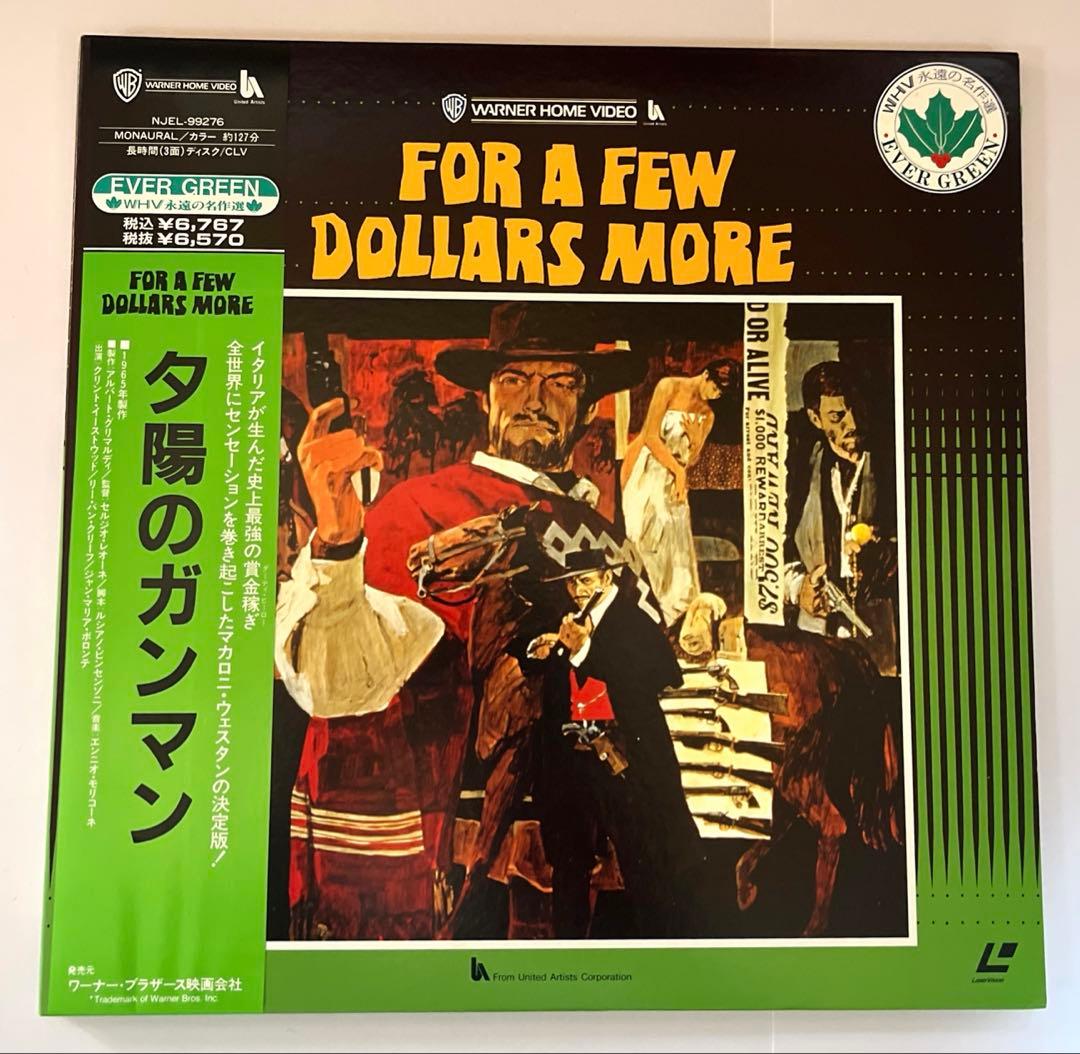 WB WARNER HOME VIDEO
United Artists
NJEL-99276
MONAURAL/カラー 約127分
長時間(3面)ディスク/CLV
EVER GREEN
WHV永遠の名作選
税込 ¥6,767
税抜 ¥6,570
FOR A FEW
DOLLARS MORE
イタリアが生んだ史上最強の賞金稼ぎ
全世界にセンセーションを巻き起こしたマカロニ・ウェスタンの決定版!
夕陽のガンマン
■1965年製作
■製作:アルバート・グリマルディ/監督:セルジオ・レオーネ/脚本:ルシアノ・ビンセンゾーニ/音楽:エンニオ・モリコーネ
出演:クリント・イーストウッド/リー・バン・クリーフ/ジャン・マリア・ボロンテ
発売元
ワーナー・ブラザース映画会社
*Trademark of Warner Bros. Inc.
WB WARNER HOME VIDEO
United Artists
FOR A FEW
DOLLARS MORE
WHV永遠の名作選
EVER GREEN
D OR ALIVE
$1,000 REWARD
From United Artists Corporation
LaserVision